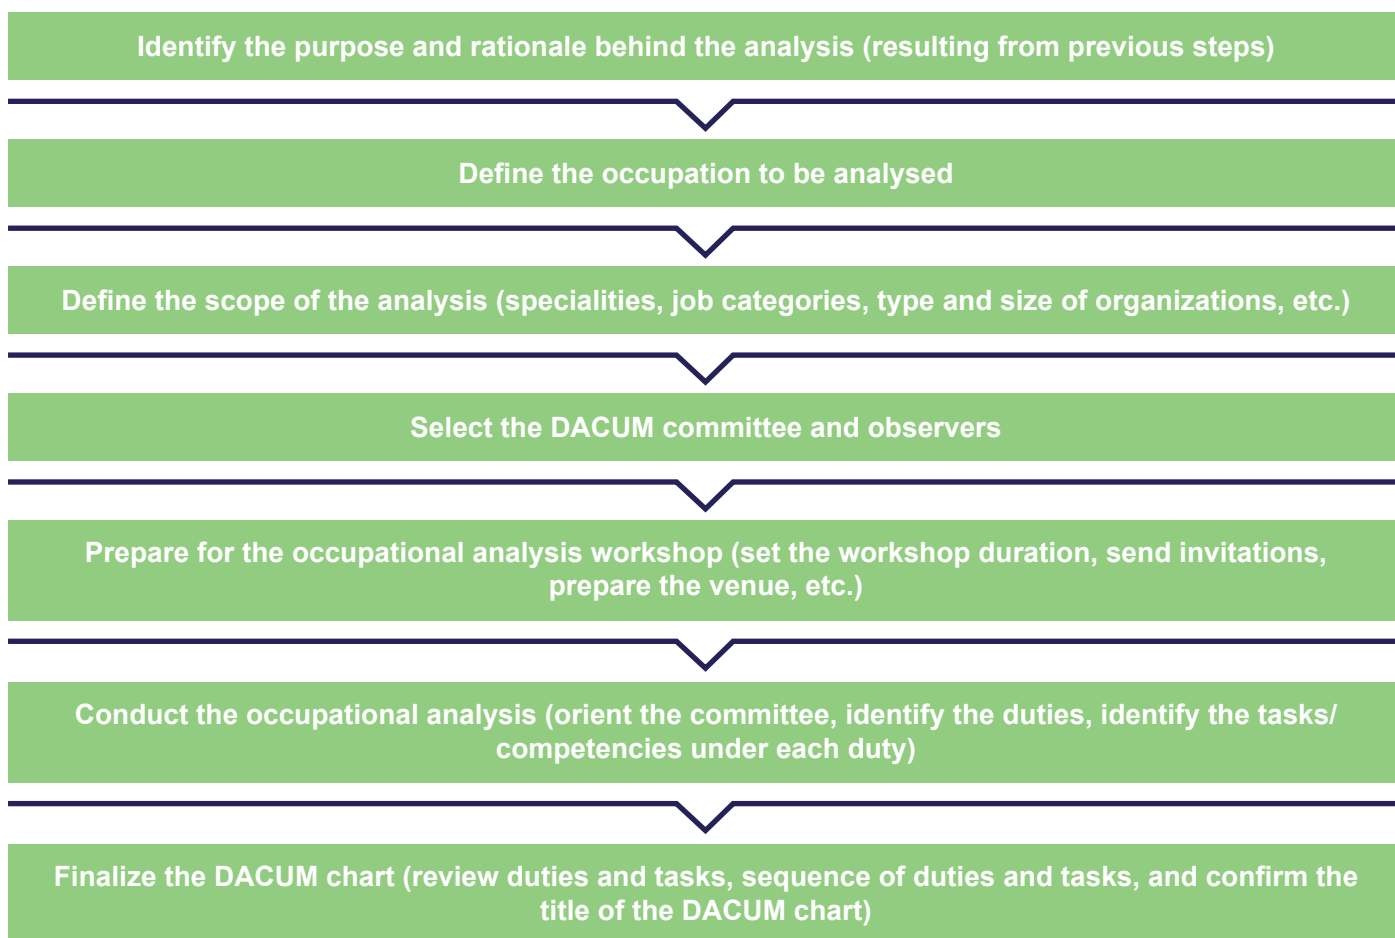 Identify the purpose and rationale behind the analysis (resulting from previous steps)
Define the occupation to be analysed
Define the scope of the analysis (specialities, job categories, type and size of organizations, etc.)
Select the DACUM committee and observers
Prepare for the occupational analysis workshop (set the workshop duration, send invitations,
prepare the venue, etc.)
Conduct the occupational analysis (orient the committee, identify the duties, identify the tasks/
competencies under each duty)
Finalize the DACUM chart (review duties and tasks, sequence of duties and tasks, and confirm the
title of the DACUM chart)